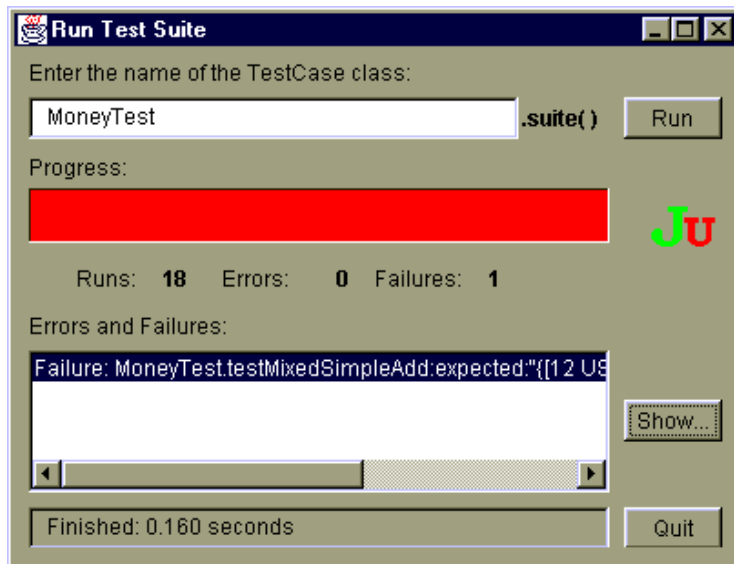 Run Test Suite
Enter the name of the TestCase class:
MoneyTest .suite( ) Run
Progress:
JU
Runs: 18 Errors: 0 Failures: 1
Errors and Failures:
Failure: MoneyTest.testMixedSimpleAdd:expected:"{[12 US
Show...
Finished: 0.160 seconds Quit